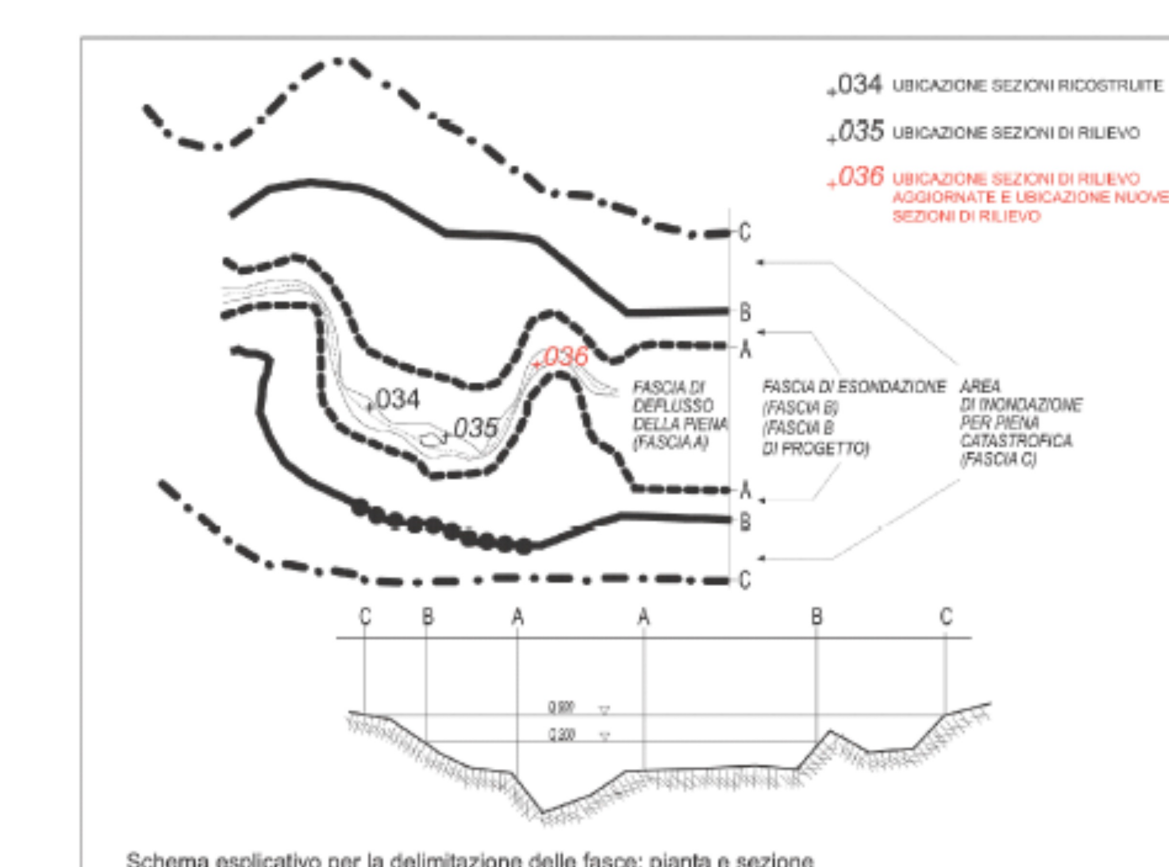 +034 UBICAZIONE SEZIONI RICOSTRUITE
+035 UBICAZIONE SEZIONI DI RILIEVO
+036 UBICAZIONE SEZIONI DI RILIEVO
AGGIORNATE E UBICAZIONE NUOVE
SEZIONI DI RILIEVO
C
B
A
+036
+034
+035
FASCIA DI
DEFLUSSO
DELLA PIENA
(FASCIA A)
FASCIA DI ESONDAZIONE
(FASCIA B)
(FASCIA B
DI PROGETTO)
AREA
DI INONDAZIONE
PER PIENA
CATASTROFICA
(FASCIA C)
A
B
C
C B A A B C
Q.500
Q.200
Schema esplicativo per la delimitazione delle fasce: pianta e sezione